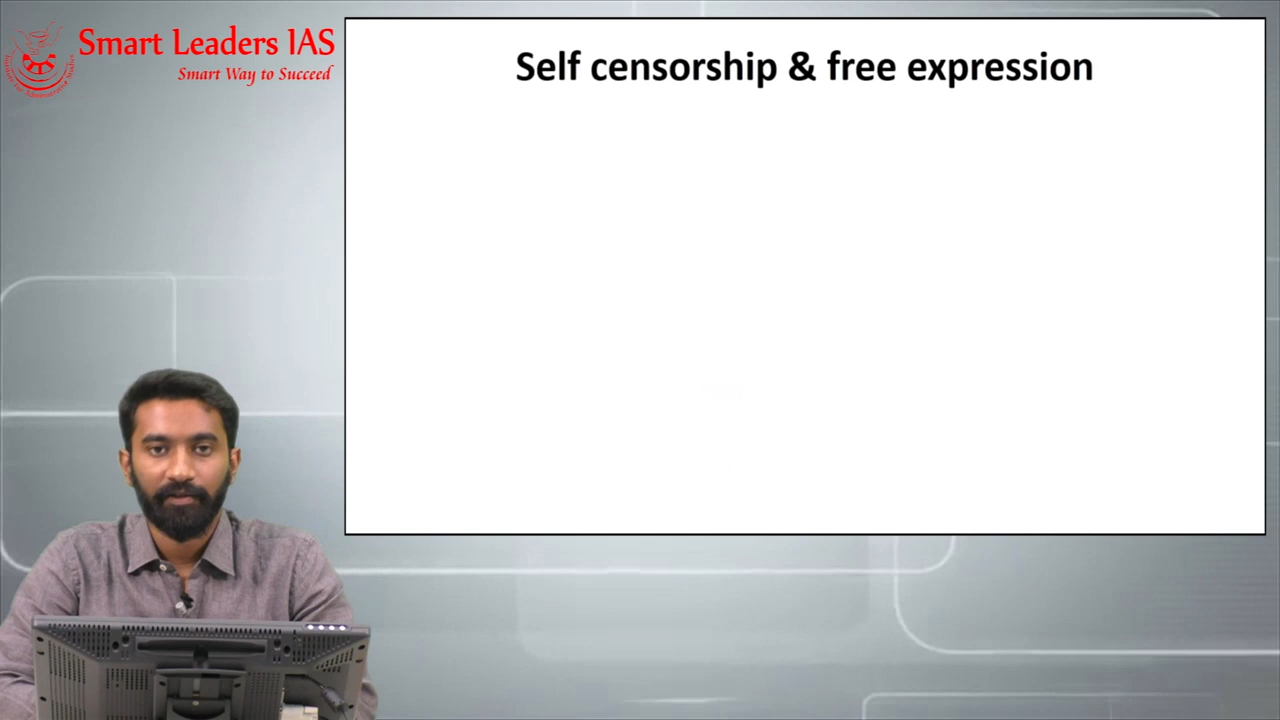 Smart Leaders IAS
Smart Way to Succeed
Self censorship & free expression